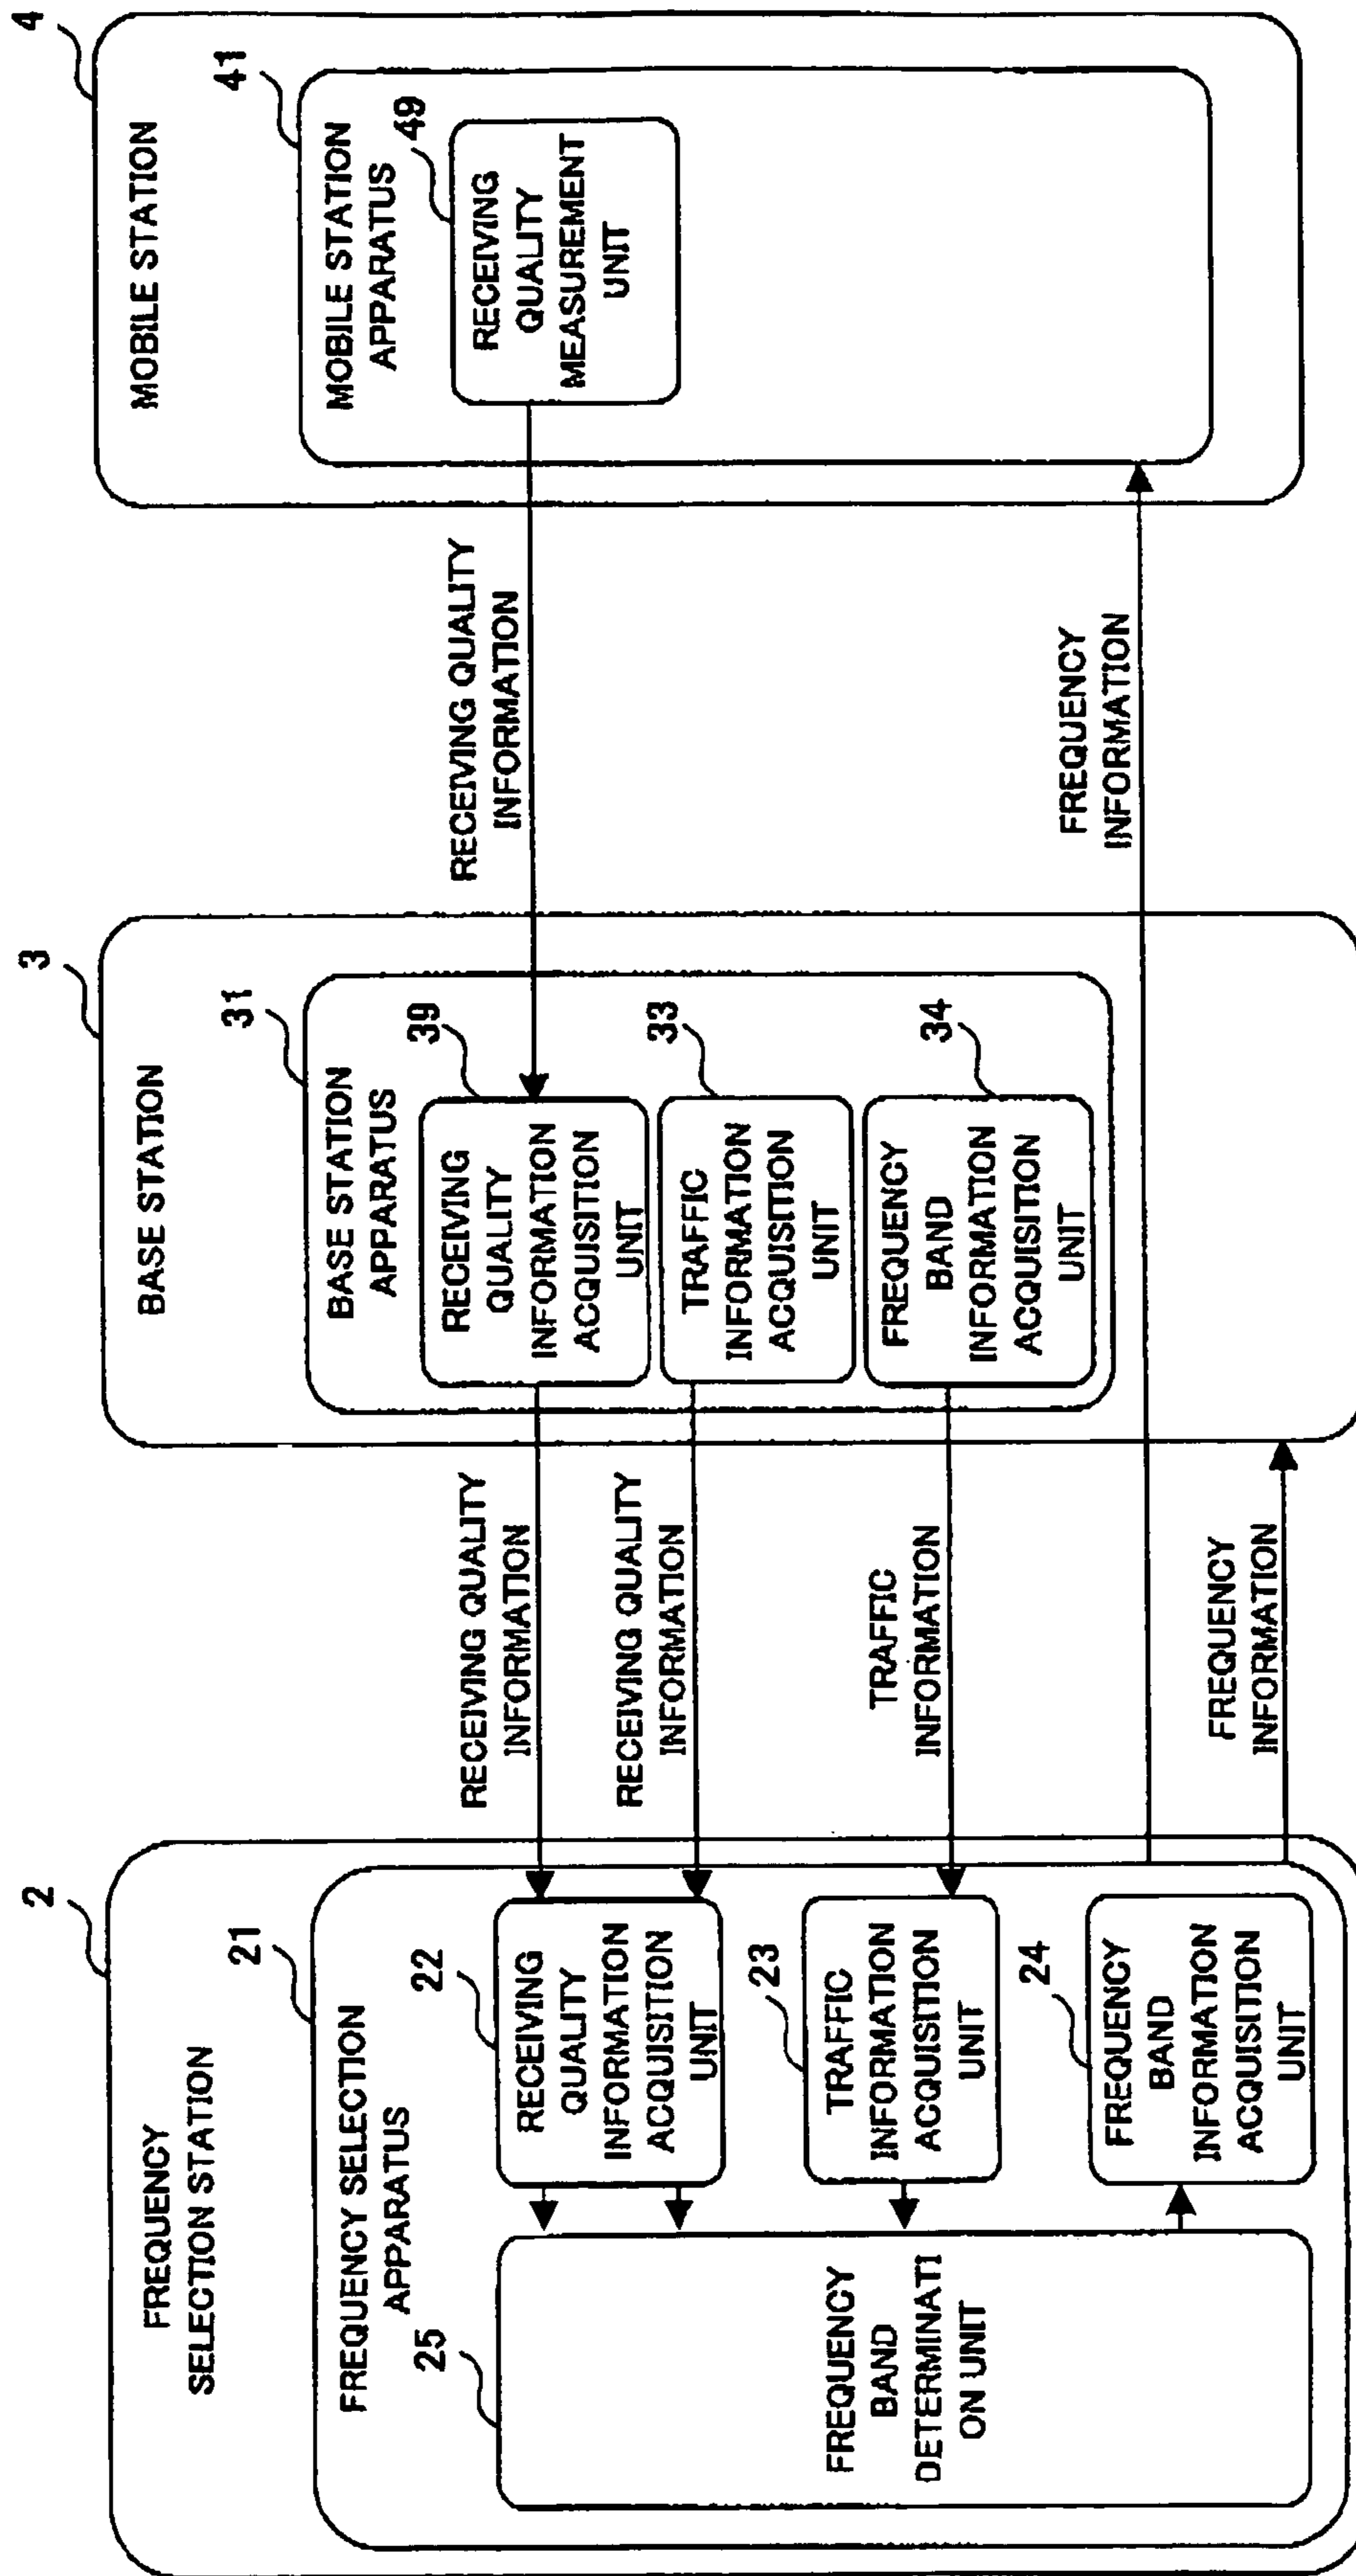 2
FREQUENCY
SELECTION STATION
21
FREQUENCY SELECTION
APPARATUS
25
FREQUENCY
BAND
DETERMINATI
ON UNIT
22
RECEIVING
QUALITY
INFORMATION
ACQUISITION
UNIT
23
TRAFFIC
INFORMATION
ACQUISITION
UNIT
24
FREQUENCY
BAND
INFORMATION
ACQUISITION
UNIT
RECEIVING QUALITY
INFORMATION
RECEIVING QUALITY
INFORMATION
TRAFFIC
INFORMATION
FREQUENCY
INFORMATION
3
BASE STATION
31
BASE STATION
APPARATUS
39
RECEIVING
QUALITY
INFORMATION
ACQUISITION
UNIT
33
TRAFFIC
INFORMATION
ACQUISITION
UNIT
34
FREQUENCY
BAND
INFORMATION
ACQUISITION
UNIT
RECEIVING QUALITY
INFORMATION
FREQUENCY
INFORMATION
4
MOBILE STATION
41
MOBILE STATION
APPARATUS
49
RECEIVING
QUALITY
MEASUREMENT
UNIT